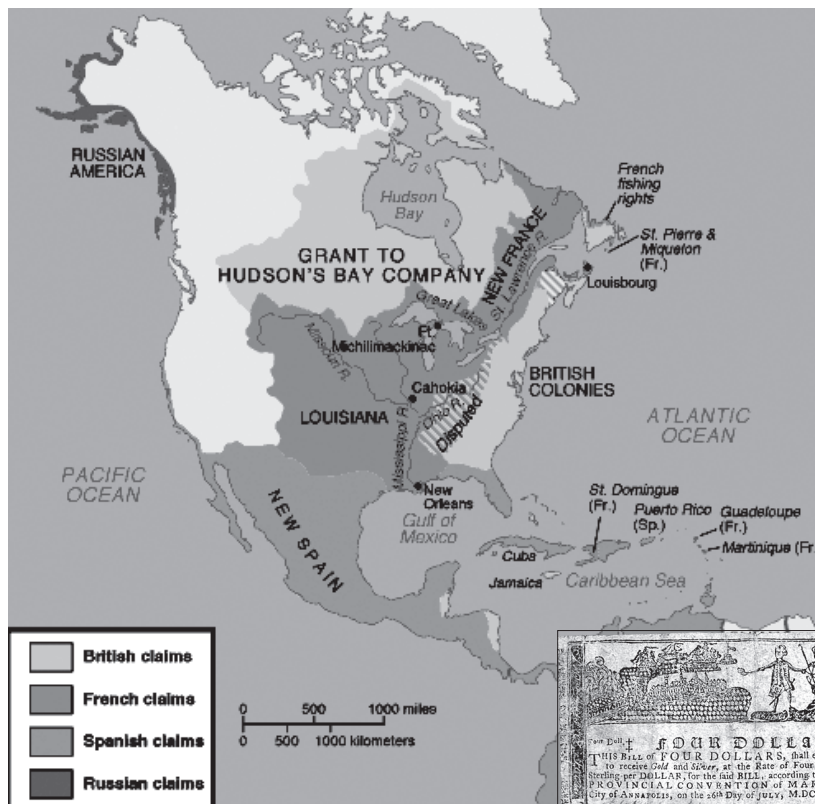 RUSSIAN
AMERICA
Hudson
Bay
French
fishing
rights
St. Pierre &
Miquelon
(Fr.)
Louisbourg
GRANT TO
HUDSON'S BAY COMPANY
NEW FRANCE
St. Lawrence R.
Great Lakes
Ft.
Michilimackinac
Missouri R.
Cahokia
Ohio R.
Disputed
BRITISH
COLONIES
LOUISIANA
Mississippi R.
ATLANTIC
OCEAN
PACIFIC
OCEAN
NEW SPAIN
New
Orleans
Gulf of
Mexico
St. Domingue
(Fr.)
Puerto Rico
(Sp.)
Guadeloupe
(Fr.)
Martinique (Fr.
Cuba
Jamaica
Caribbean Sea
British claims
French claims
Spanish claims
Russian claims
0 500 1000 miles
0 500 1000 kilometers
Four Doll.
FOUR DOLLA
THIS BILL of FOUR DOLLARS, shall e
to receive Gold and Silver, at the Rate of Four
Sterling per DOLLAR, for the said BILL, according t
PROVINCIAL CONVENTION of MAR
City of ANNAPOLIS, on the 26th Day of JULY, M.DC